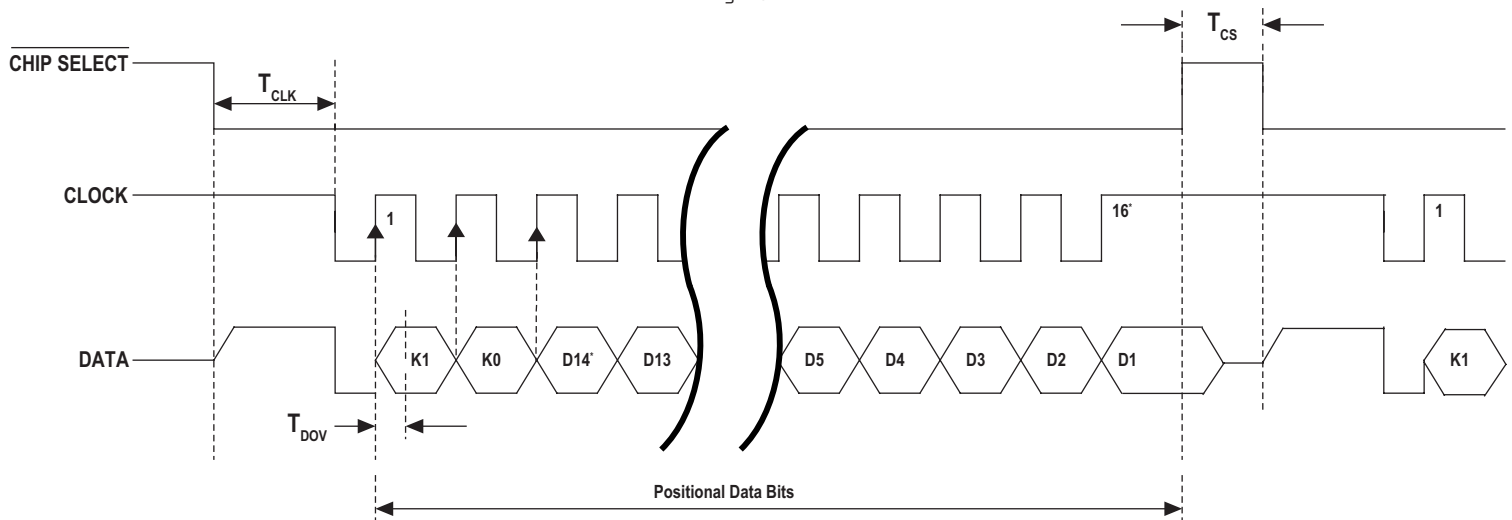 T_CS
CHIP SELECT
T_CLK
CLOCK
1
16*
1
DATA
K1
K0
D14*
D13
D5
D4
D3
D2
D1
K1
T_DOV
Positional Data Bits